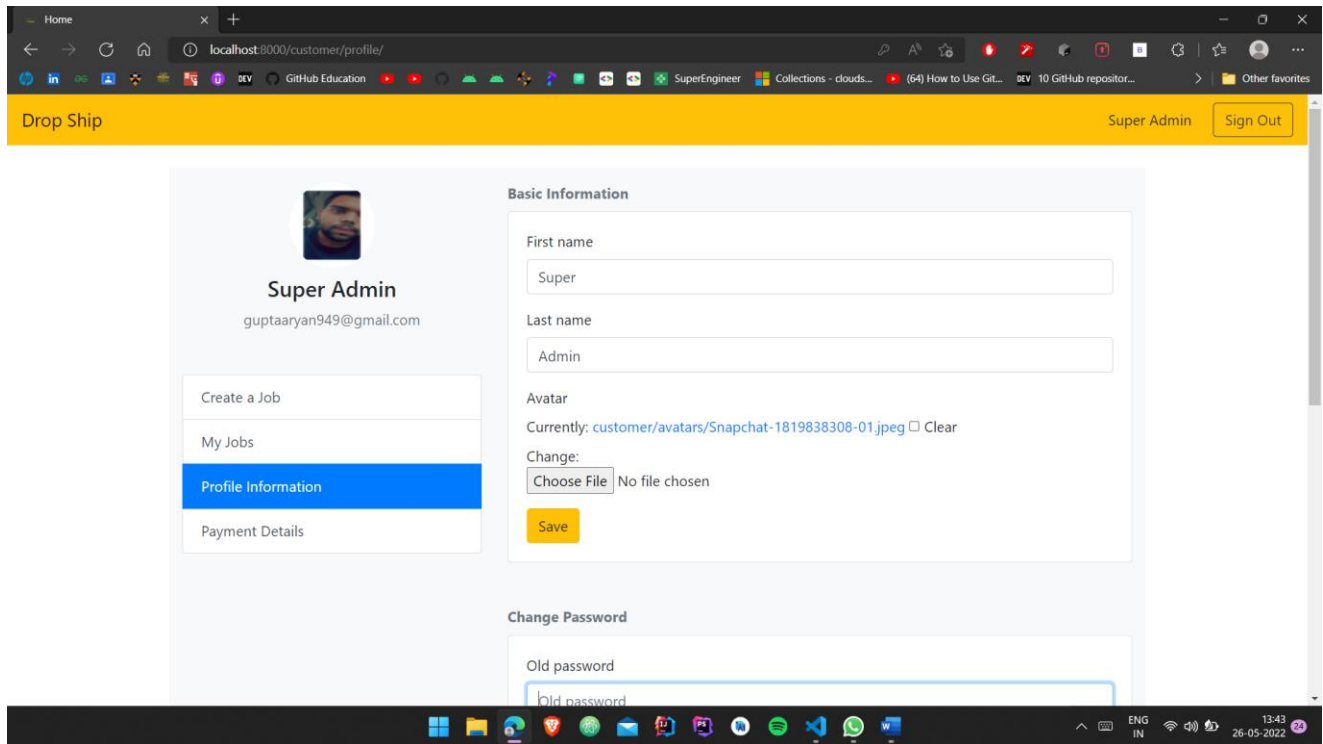 Home
localhost:8000/customer/profile/
GitHub Education
SuperEngineer
Collections - clouds...
(64) How to Use Git...
DEV
10 GitHub repositor...
Other favorites
Drop Ship
Super Admin
Sign Out
Super Admin
guptaaryan949@gmail.com
Create a Job
My Jobs
Profile Information
Payment Details
Basic Information
First name
Super
Last name
Admin
Avatar
Currently: customer/avatars/Snapchat-1819838308-01.jpeg Clear
Change:
Choose File No file chosen
Save
Change Password
Old password
Old password
ENG
IN
13:43
26-05-2022
24